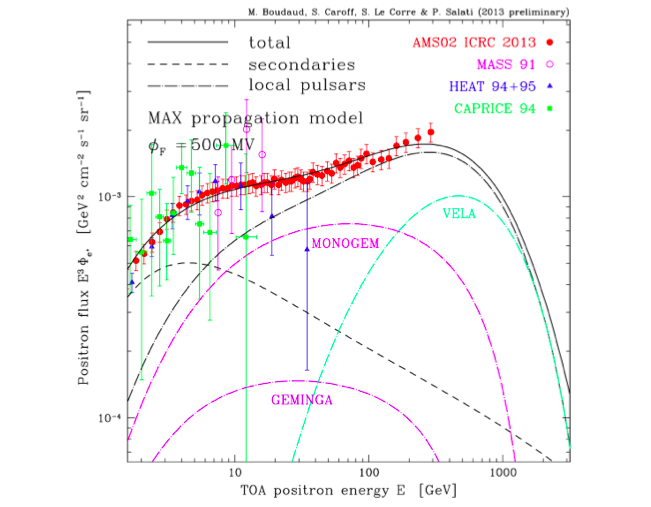 M. Boudaud, S. Caroff, S. Le Corre & P. Salati (2013 preliminary)
total
secondaries
local pulsars
MAX propagation model
ϕF = 500 MV
AMS02 ICRC 2013
MASS 91
HEAT 94+95
CAPRICE 94
10⁻³
10⁻⁴
Positron flux E³Φe⁺ [GeV² cm⁻² s⁻¹ sr⁻¹]
VELA
MONOGEM
GEMINGA
10
100
1000
TOA positron energy E [GeV]